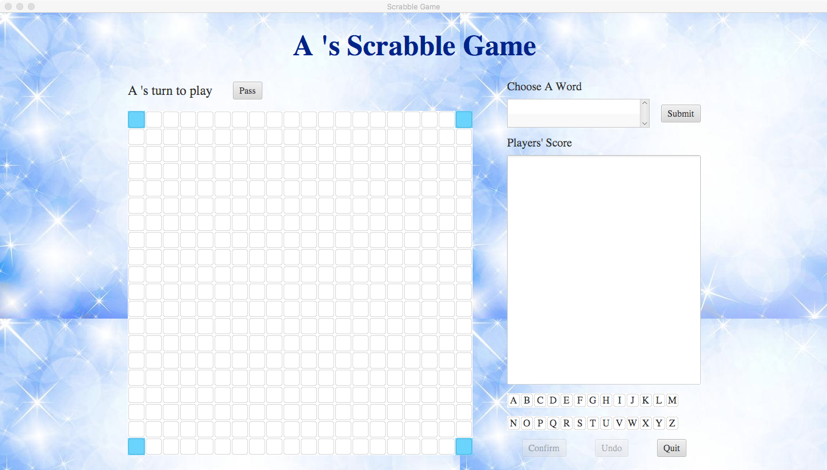 Scrabble Game
A 's Scrabble Game
A 's turn to play
Pass
Choose A Word
Submit
Players' Score
A B C D E F G H I J K L M
N O P Q R S T U V W X Y Z
Confirm
Undo
Quit